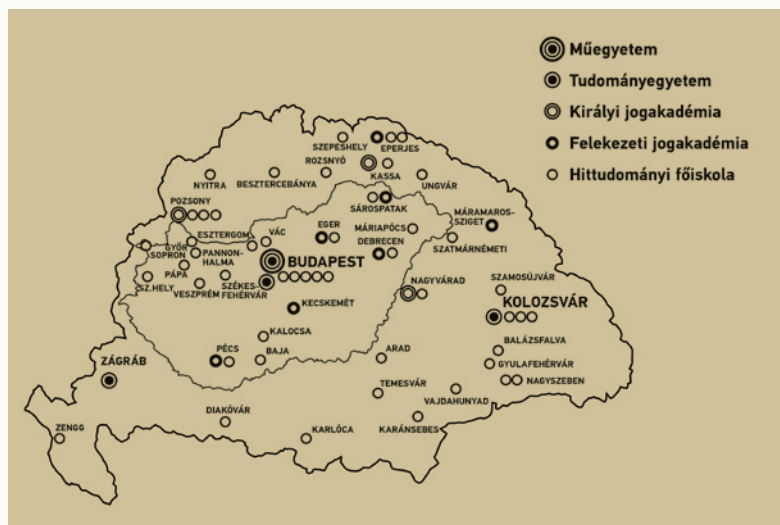 Műegyetem
Tudományegyetem
Királyi jogakadémia
Felekezeti jogakadémia
Hittudományi főiskola
SZEPESHELY
EPERJES
ROZSNYÓ
KASSA
NYITRA
BESZTERCEBÁNYA
UNGVÁR
POZSONY
SÁROSPATAK
MÁRAMAROS-
SZIGET
ESZTERGOM
VÁC
EGER
MÁRIAPÓCS
DEBRECEN
SZATMÁRNÉMETI
GYŐR
SOPRON
PANNON-
HALMA
BUDAPEST
PÁPA
SZ.HELY
VESZPRÉM
SZÉKES-
FEHÉRVÁR
NAGYVÁRAD
SZAMOSÚJVÁR
KOLOZSVÁR
KECSKEMÉT
KALOCSA
BALÁZSFALVA
ZÁGRÁB
PÉCS
BAJA
ARAD
GYULAFEHÉRVÁR
NAGYSZEBEN
TEMESVÁR
VAJDAHUNYAD
DIAKÓVÁR
KARÁNSEBES
ZENGG
KARLÓCA